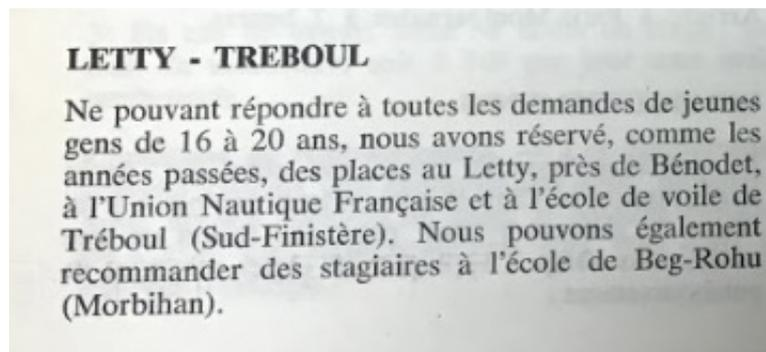 LETTY - TREBOUL
Ne pouvant répondre à toutes les demandes de jeunes
gens de 16 à 20 ans, nous avons réservé, comme les
années passées, des places au Letty, près de Bénodet,
à l'Union Nautique Française et à l'école de voile de
Tréboul (Sud-Finistère). Nous pouvons également
recommander des stagiaires à l'école de Beg-Rohu
(Morbihan).